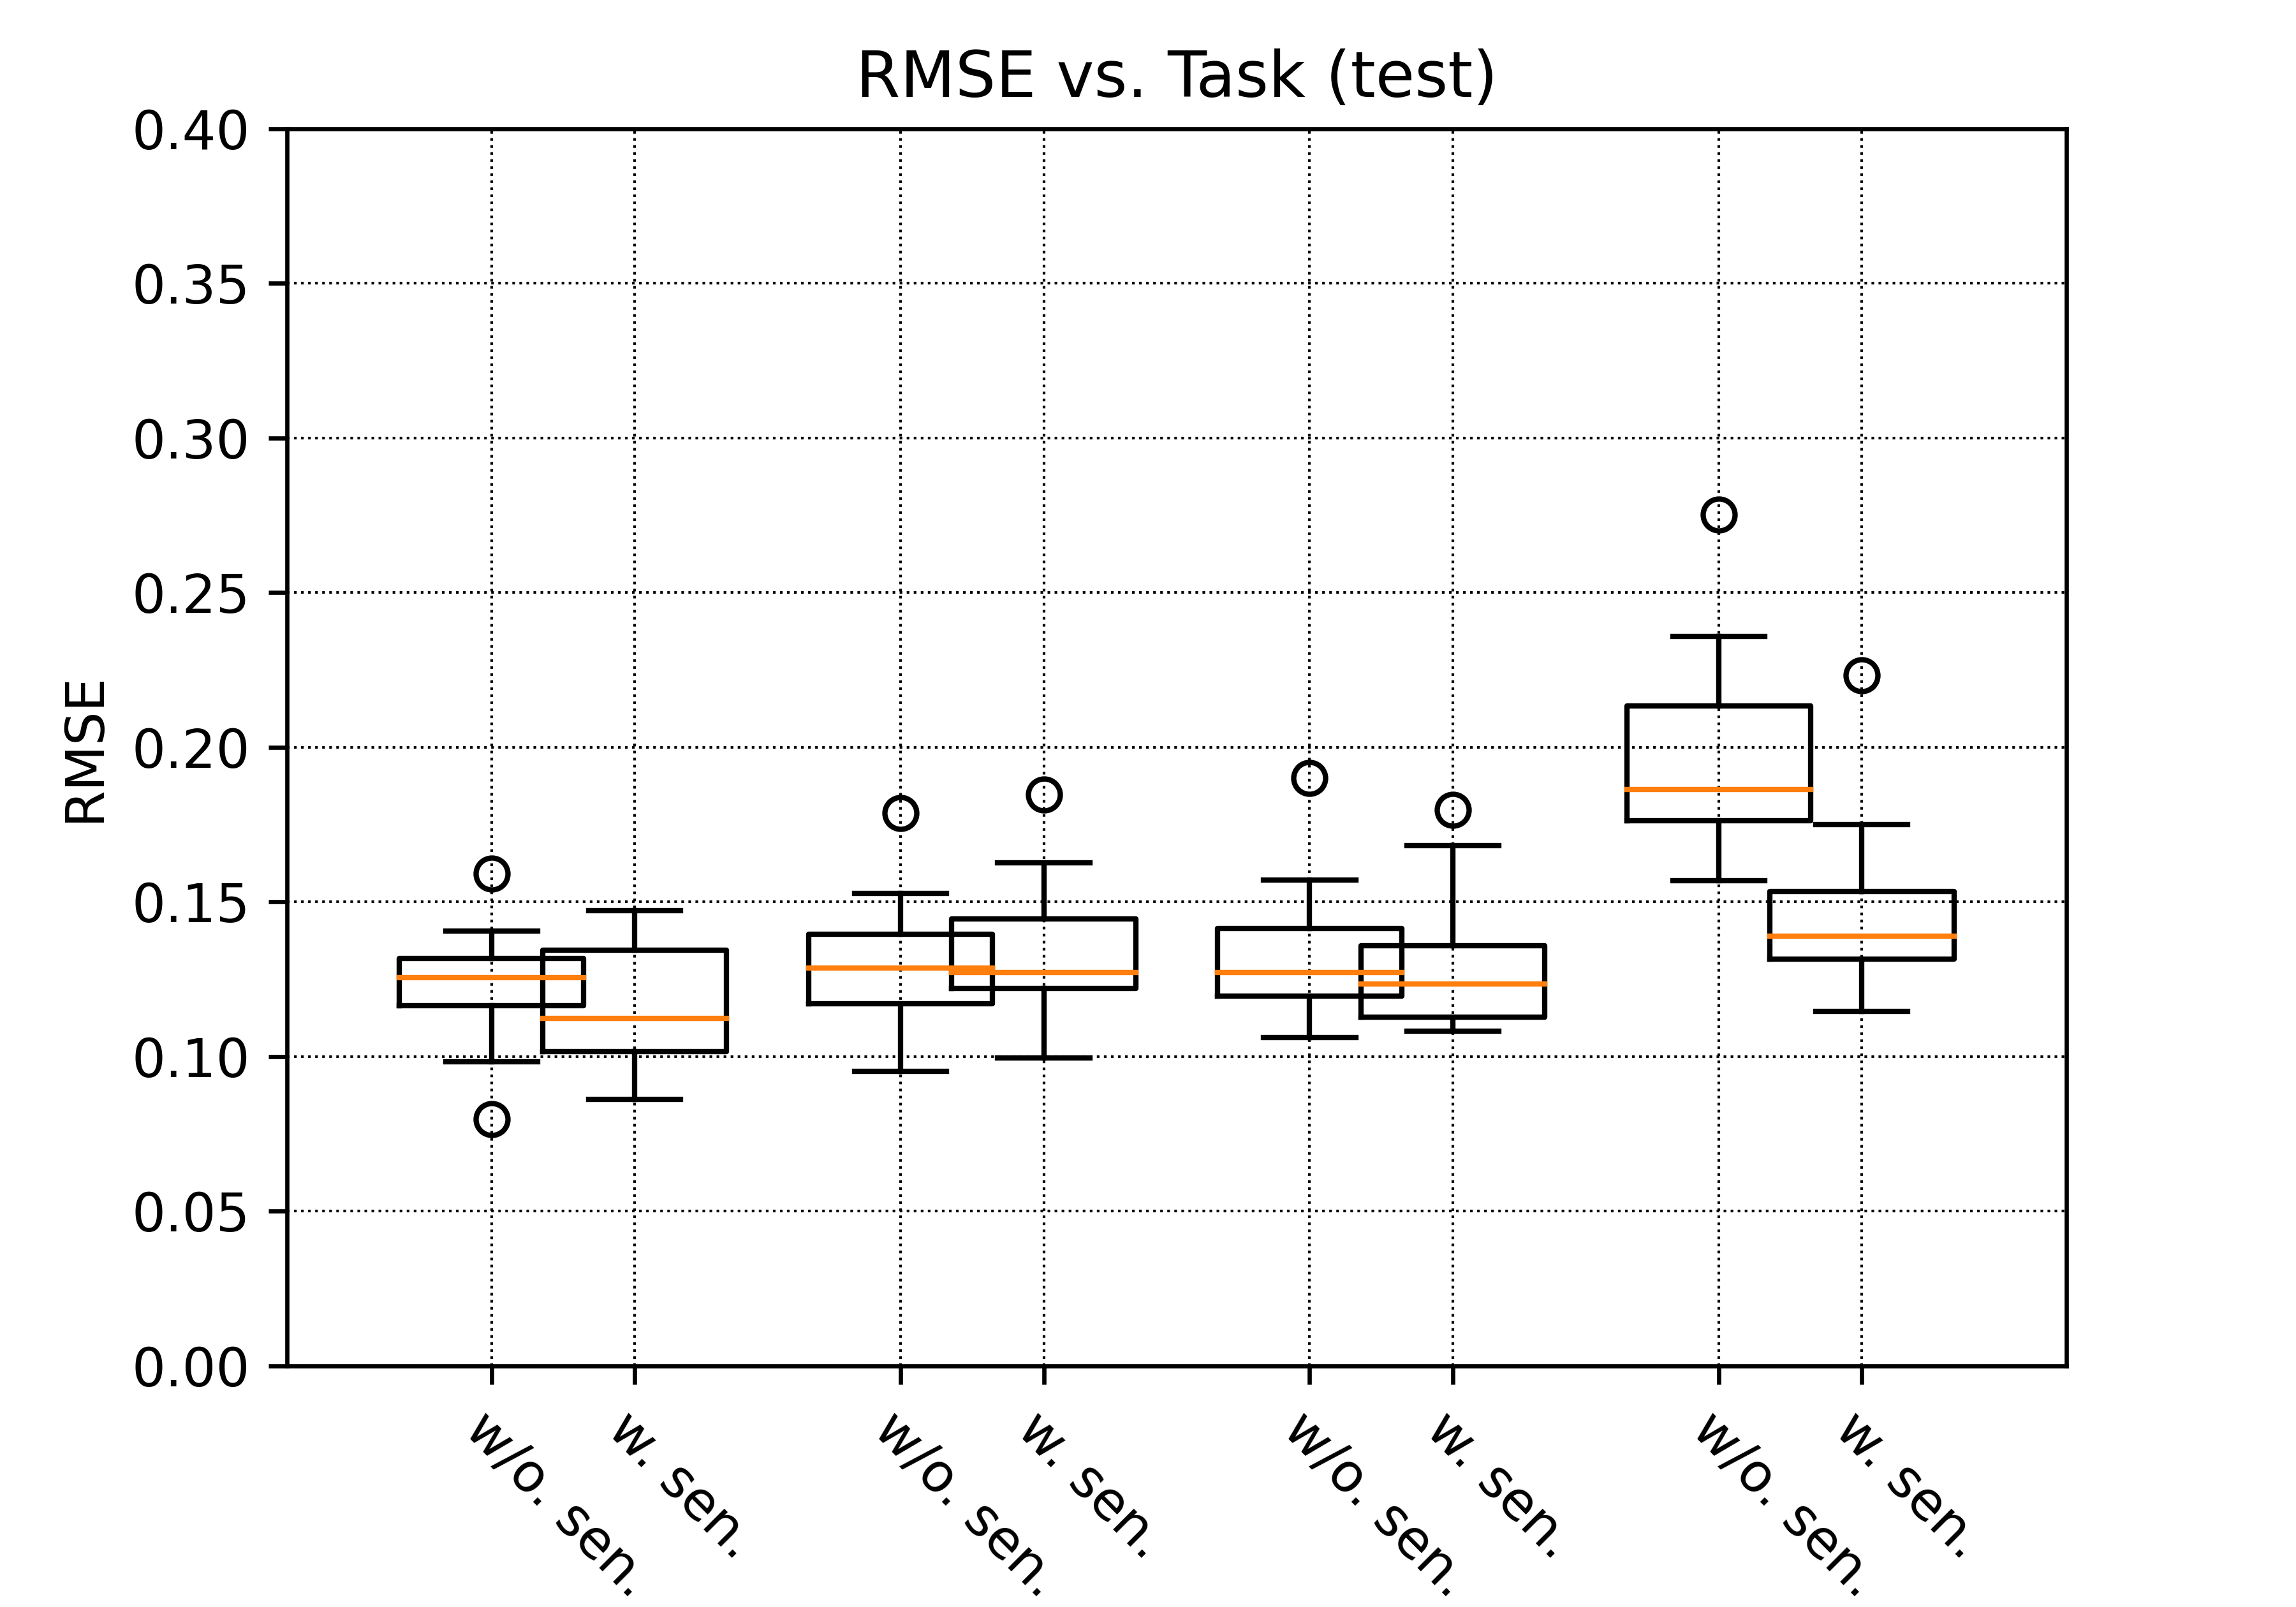 RMSE vs. Task (test)
0.40
0.35
0.30
0.25
0.20
0.15
0.10
0.05
0.00
RMSE
w/o. sen.
w. sen.
w/o. sen.
w. sen.
w/o. sen.
w. sen.
w/o. sen.
w. sen.